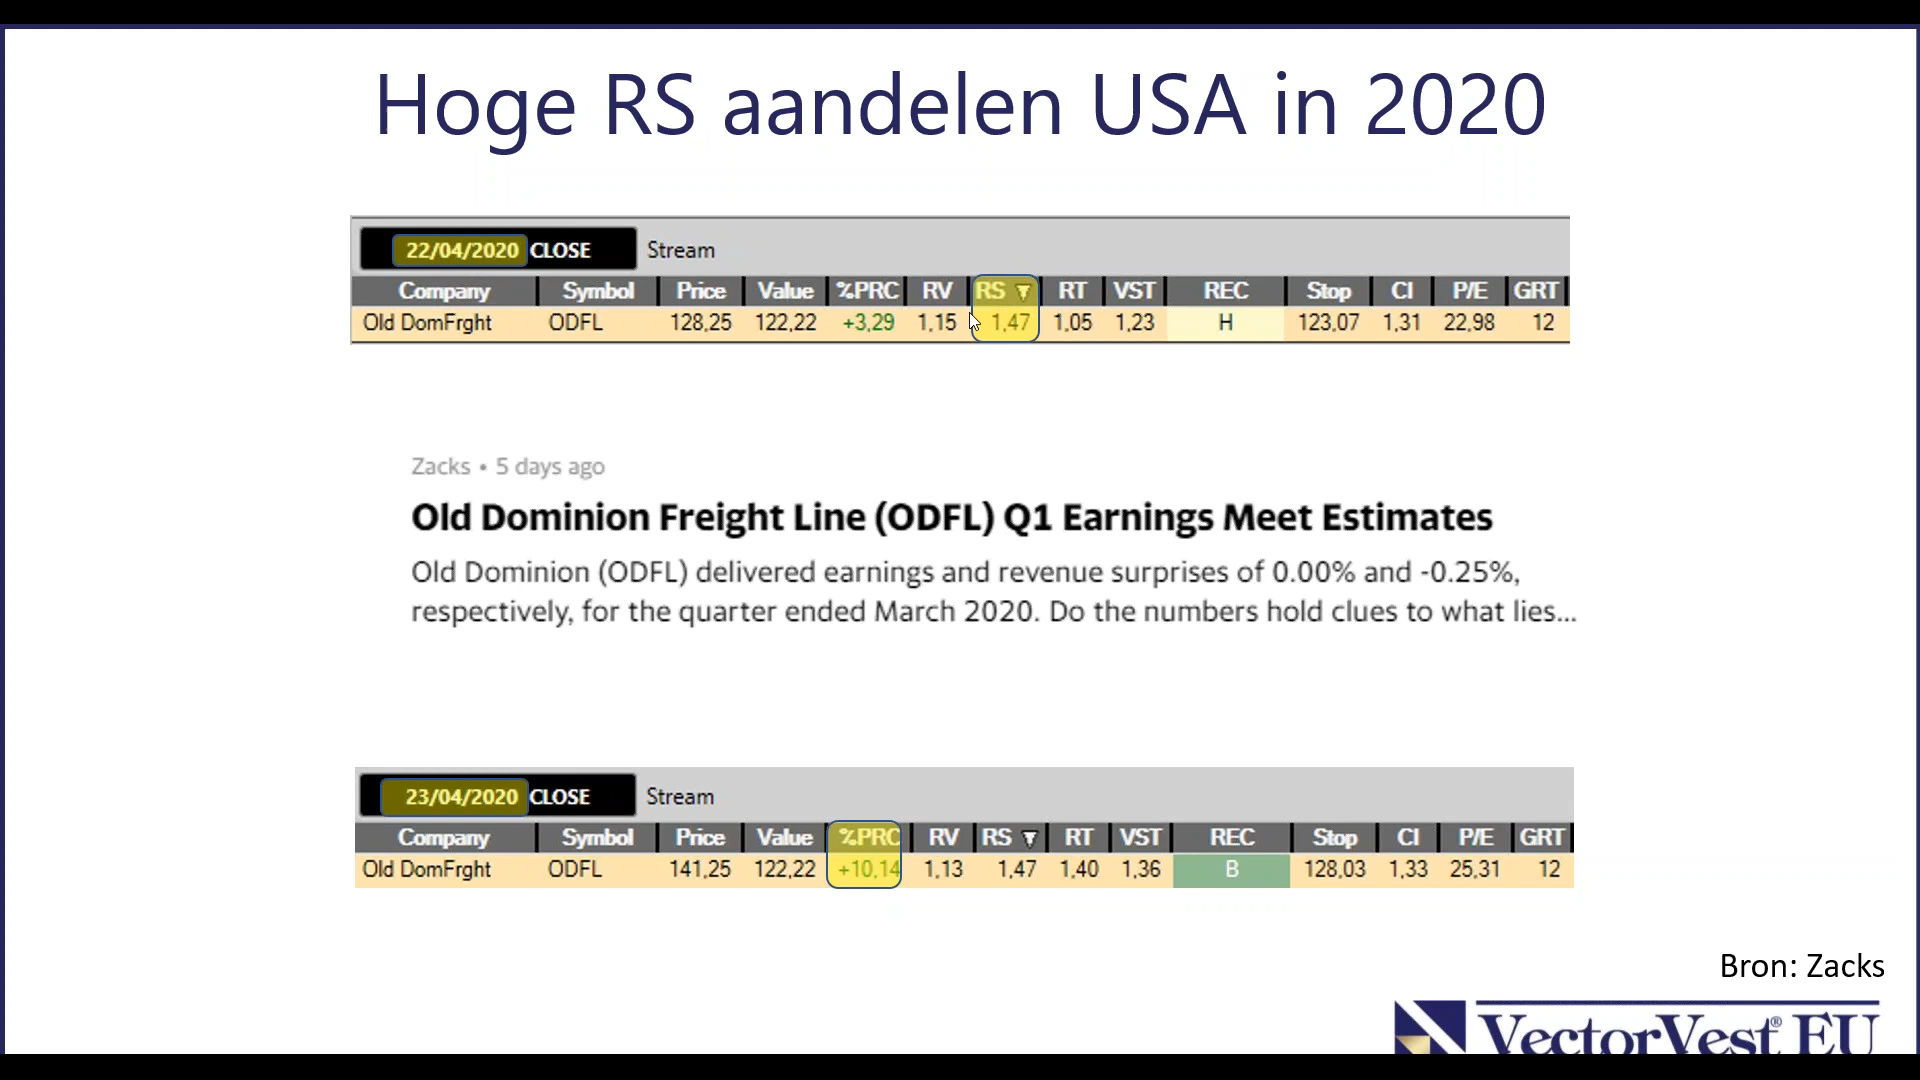 Hoge RS aandelen USA in 2020
22/04/2020 CLOSE Stream
Company Symbol Price Value %PRC RV RS RT VST REC Stop CI P/E GRT
Old DomFrght ODFL 128,25 122,22 +3,29 1,15 1,47 1,05 1,23 H 123,07 1,31 22,98 12
Zacks • 5 days ago
Old Dominion Freight Line (ODFL) Q1 Earnings Meet Estimates
Old Dominion (ODFL) delivered earnings and revenue surprises of 0.00% and -0.25%,
respectively, for the quarter ended March 2020. Do the numbers hold clues to what lies...
23/04/2020 CLOSE Stream
Company Symbol Price Value %PRC RV RS RT VST REC Stop CI P/E GRT
Old DomFrght ODFL 141,25 122,22 +10,14 1,13 1,47 1,40 1,36 B 128,03 1,33 25,31 12
Bron: Zacks
VectorVest® EU